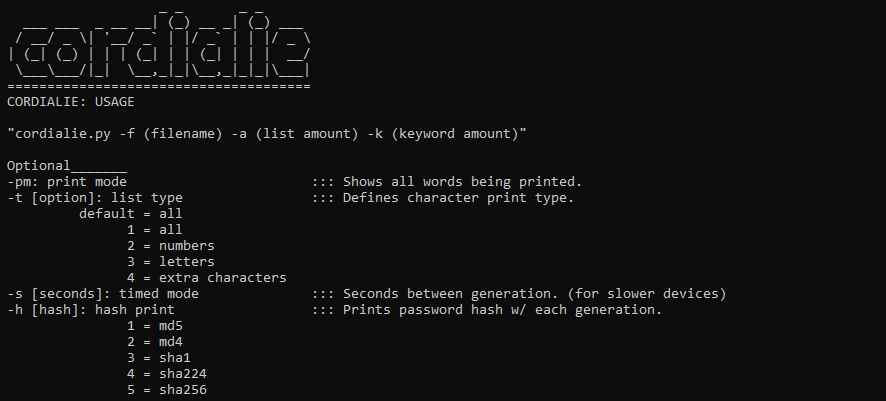 cordialie
=====================================
CORDIALIE: USAGE
"cordialie.py -f (filename) -a (list amount) -k (keyword amount)"
Optional_______
-pm: print mode ::: Shows all words being printed.
-t [option]: list type ::: Defines character print type.
default = all
1 = all
2 = numbers
3 = letters
4 = extra characters
-s [seconds]: timed mode ::: Seconds between generation. (for slower devices)
-h [hash]: hash print ::: Prints password hash w/ each generation.
1 = md5
2 = md4
3 = sha1
4 = sha224
5 = sha256